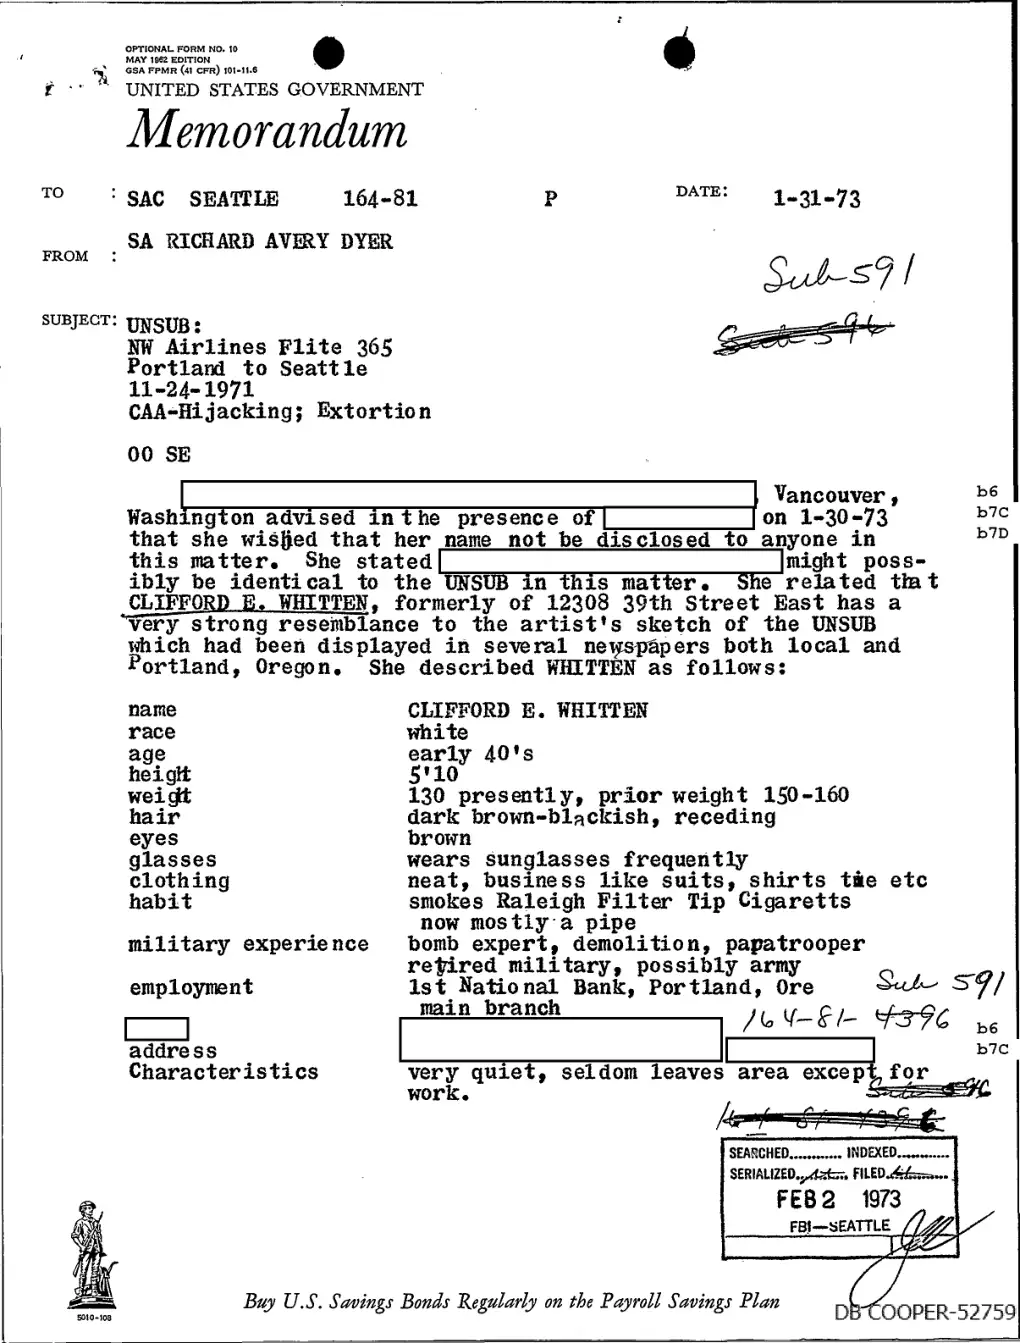 OPTIONAL FORM NO. 10
MAY 1962 EDITION
GSA FPMR (41 CFR) 101-11.6
UNITED STATES GOVERNMENT
Memorandum
TO : SAC SEATTLE 164-81 P DATE: 1-31-73
FROM : SA RICHARD AVERY DYER
Sub 591
SUBJECT: UNSUB:
NW Airlines Flite 365
Portland to Seattle
11-24-1971
CAA-Hijacking; Extortion
OO SE
, Vancouver, b6
Washington advised in the presence of on 1-30-73 b7C
that she wished that her name not be disclosed to anyone in b7D
this matter. She stated might poss-
ibly be identical to the UNSUB in this matter. She related that
CLIFFORD E. WHITTEN, formerly of 12308 39th Street East has a
very strong resemblance to the artist's sketch of the UNSUB
which had been displayed in several newspapers both local and
Portland, Oregon. She described WHITTEN as follows:
name CLIFFORD E. WHITTEN
race white
age early 40's
height 5'10
weight 130 presently, prior weight 150-160
hair dark brown-blackish, receding
eyes brown
glasses wears sunglasses frequently
clothing neat, business like suits, shirts tie etc
habit smokes Raleigh Filter Tip Cigaretts
now mostly a pipe
military experience bomb expert, demolition, papatrooper
retired military, possibly army
employment 1st National Bank, Portland, Ore Sub 591
main branch 164-81- 4396 b6
address b7C
Characteristics very quiet, seldom leaves area except for
work.
SEARCHED............ INDEXED............
SERIALIZED............ FILED............
FEB 2 1973
FBI—SEATTLE
5010-108
Buy U.S. Savings Bonds Regularly on the Payroll Savings Plan
DB COOPER-52759